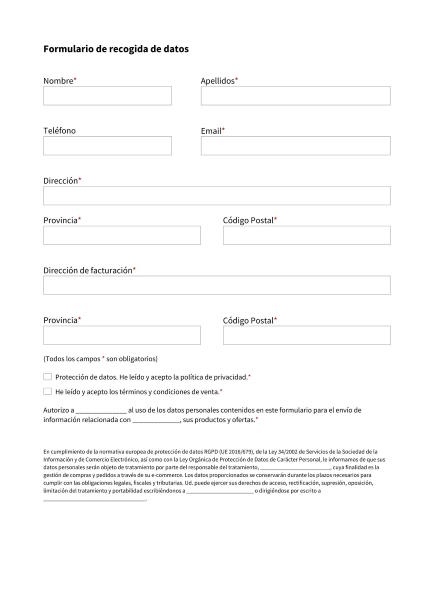 Formulario de recogida de datos
Nombre* Apellidos*
Teléfono Email*
Dirección*
Provincia* Código Postal*
Dirección de facturación*
Provincia* Código Postal*
(Todos los campos * son obligatorios)
Protección de datos. He leído y acepto la política de privacidad.*
He leído y acepto los términos y condiciones de venta.*
Autorizo a _______________ al uso de los datos personales contenidos en este formulario para el envío de
información relacionada con ______________, sus productos y ofertas.*
En cumplimiento de la normativa europea de protección de datos RGPD (UE 2016/679), de la Ley 34/2002 de Servicios de la Sociedad de la
Información y de Comercio Electrónico, así como con la Ley Orgánica de Protección de Datos de Carácter Personal, le informamos de que sus
datos personales serán objeto de tratamiento por parte del responsable del tratamiento, _________________________, cuya finalidad es la
gestión de compras y pedidos a través de su e-commerce. Los datos proporcionados se conservarán durante los plazos necesarios para
cumplir con las obligaciones legales, fiscales y tributarias. Ud. puede ejercer sus derechos de acceso, rectificación, supresión, oposición,
limitación del tratamiento y portabilidad escribiéndonos a ________________________ o dirigiéndose por escrito a
___________________________________.